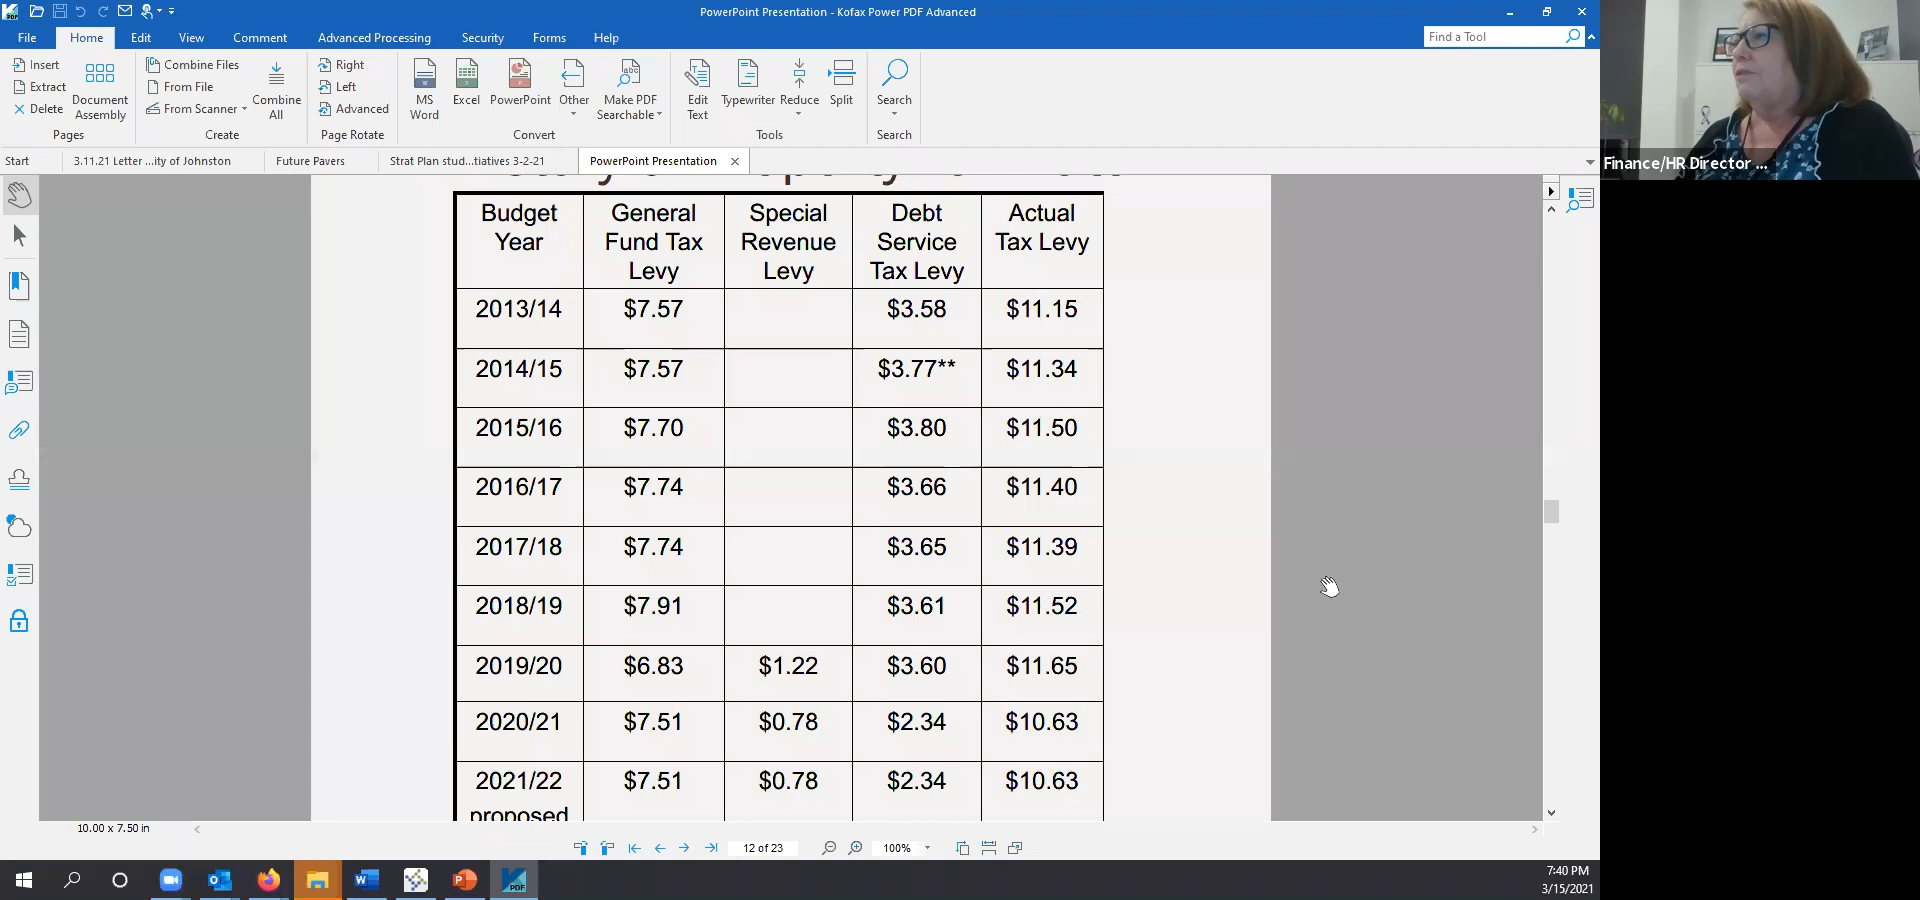 PowerPoint Presentation - Kofax Power PDF Advanced
File Home Edit View Comment Advanced Processing Security Forms Help
Find a Tool
Insert
Extract
Delete
Document
Assembly
Pages
Combine Files
From File
From Scanner
Combine
All
Create
Right
Left
Advanced
Page Rotate
MS
Word
Excel
PowerPoint
Other
Make PDF
Searchable
Convert
Edit
Text
Typewriter
Reduce
Split
Tools
Search
Search
Start 3.11.21 Letter ...ity of Johnston Future Pavers Strat Plan stud...tiatives 3-2-21 PowerPoint Presentation
Finance/HR Director ...
Budget
Year
General
Fund Tax
Levy
Special
Revenue
Levy
Debt
Service
Tax Levy
Actual
Tax Levy
2013/14 $7.57 $3.58 $11.15
2014/15 $7.57 $3.77** $11.34
2015/16 $7.70 $3.80 $11.50
2016/17 $7.74 $3.66 $11.40
2017/18 $7.74 $3.65 $11.39
2018/19 $7.91 $3.61 $11.52
2019/20 $6.83 $1.22 $3.60 $11.65
2020/21 $7.51 $0.78 $2.34 $10.63
2021/22 $7.51 $0.78 $2.34 $10.63
proposed
10.00 x 7.50 in
12 of 23
100%
7:40 PM
3/15/2021